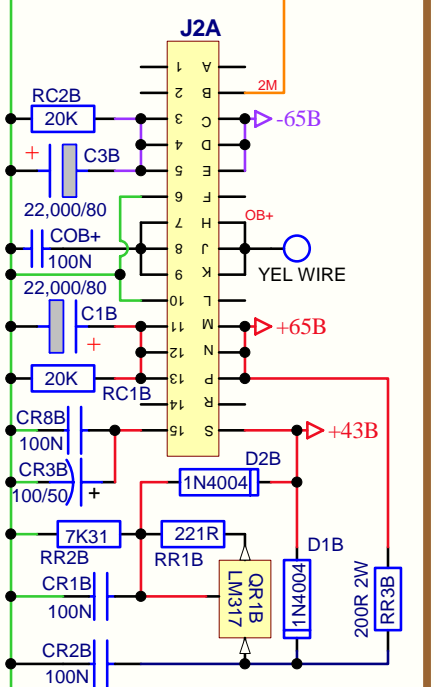 J2A
1 A
2 B 2M
RC2B
20K
3 C -65B
4 D
+ C3B
5 E
22,000/80
6 F
7 H OB+
COB+
8 J
100N
9 K YEL WIRE
22,000/80
10 L
C1B
11 M +65B
+
12 N
20K
13 P
RC1B
14 R
CR8B
15 S +43B
100N
CR3B
100/50 +
D2B
1N4004
7K31
221R
RR2B
RR1B
D1B
CR1B
100N
QR1B
LM317
1N4004
200R 2W
RR3B
CR2B
100N